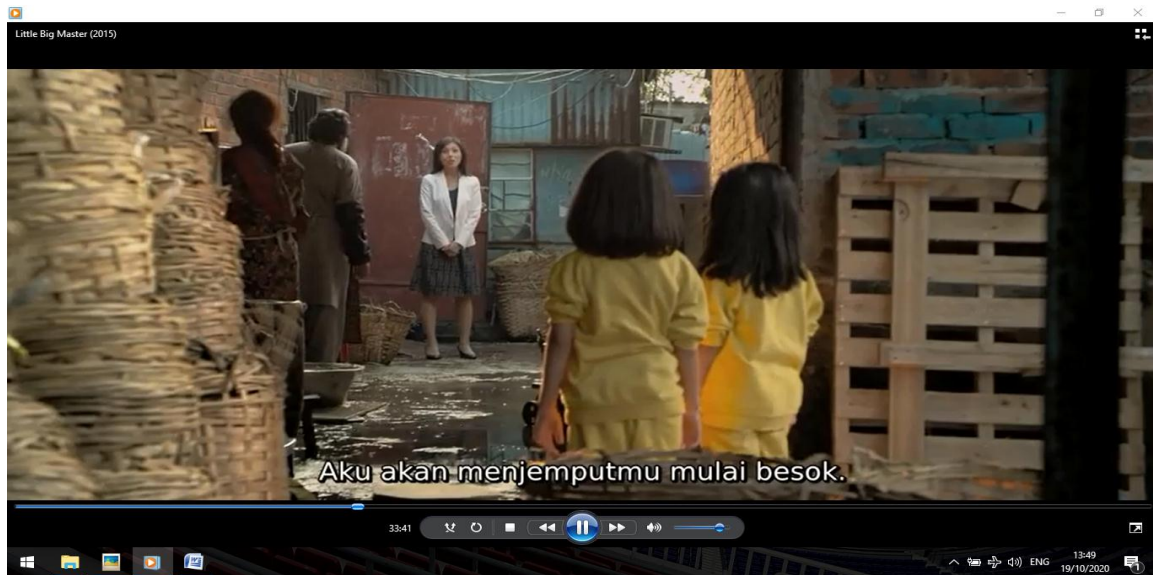 Little Big Master (2015)
Aku akan menjemputmu mulai besok.
33:41
ENG
13:49
19/10/2020